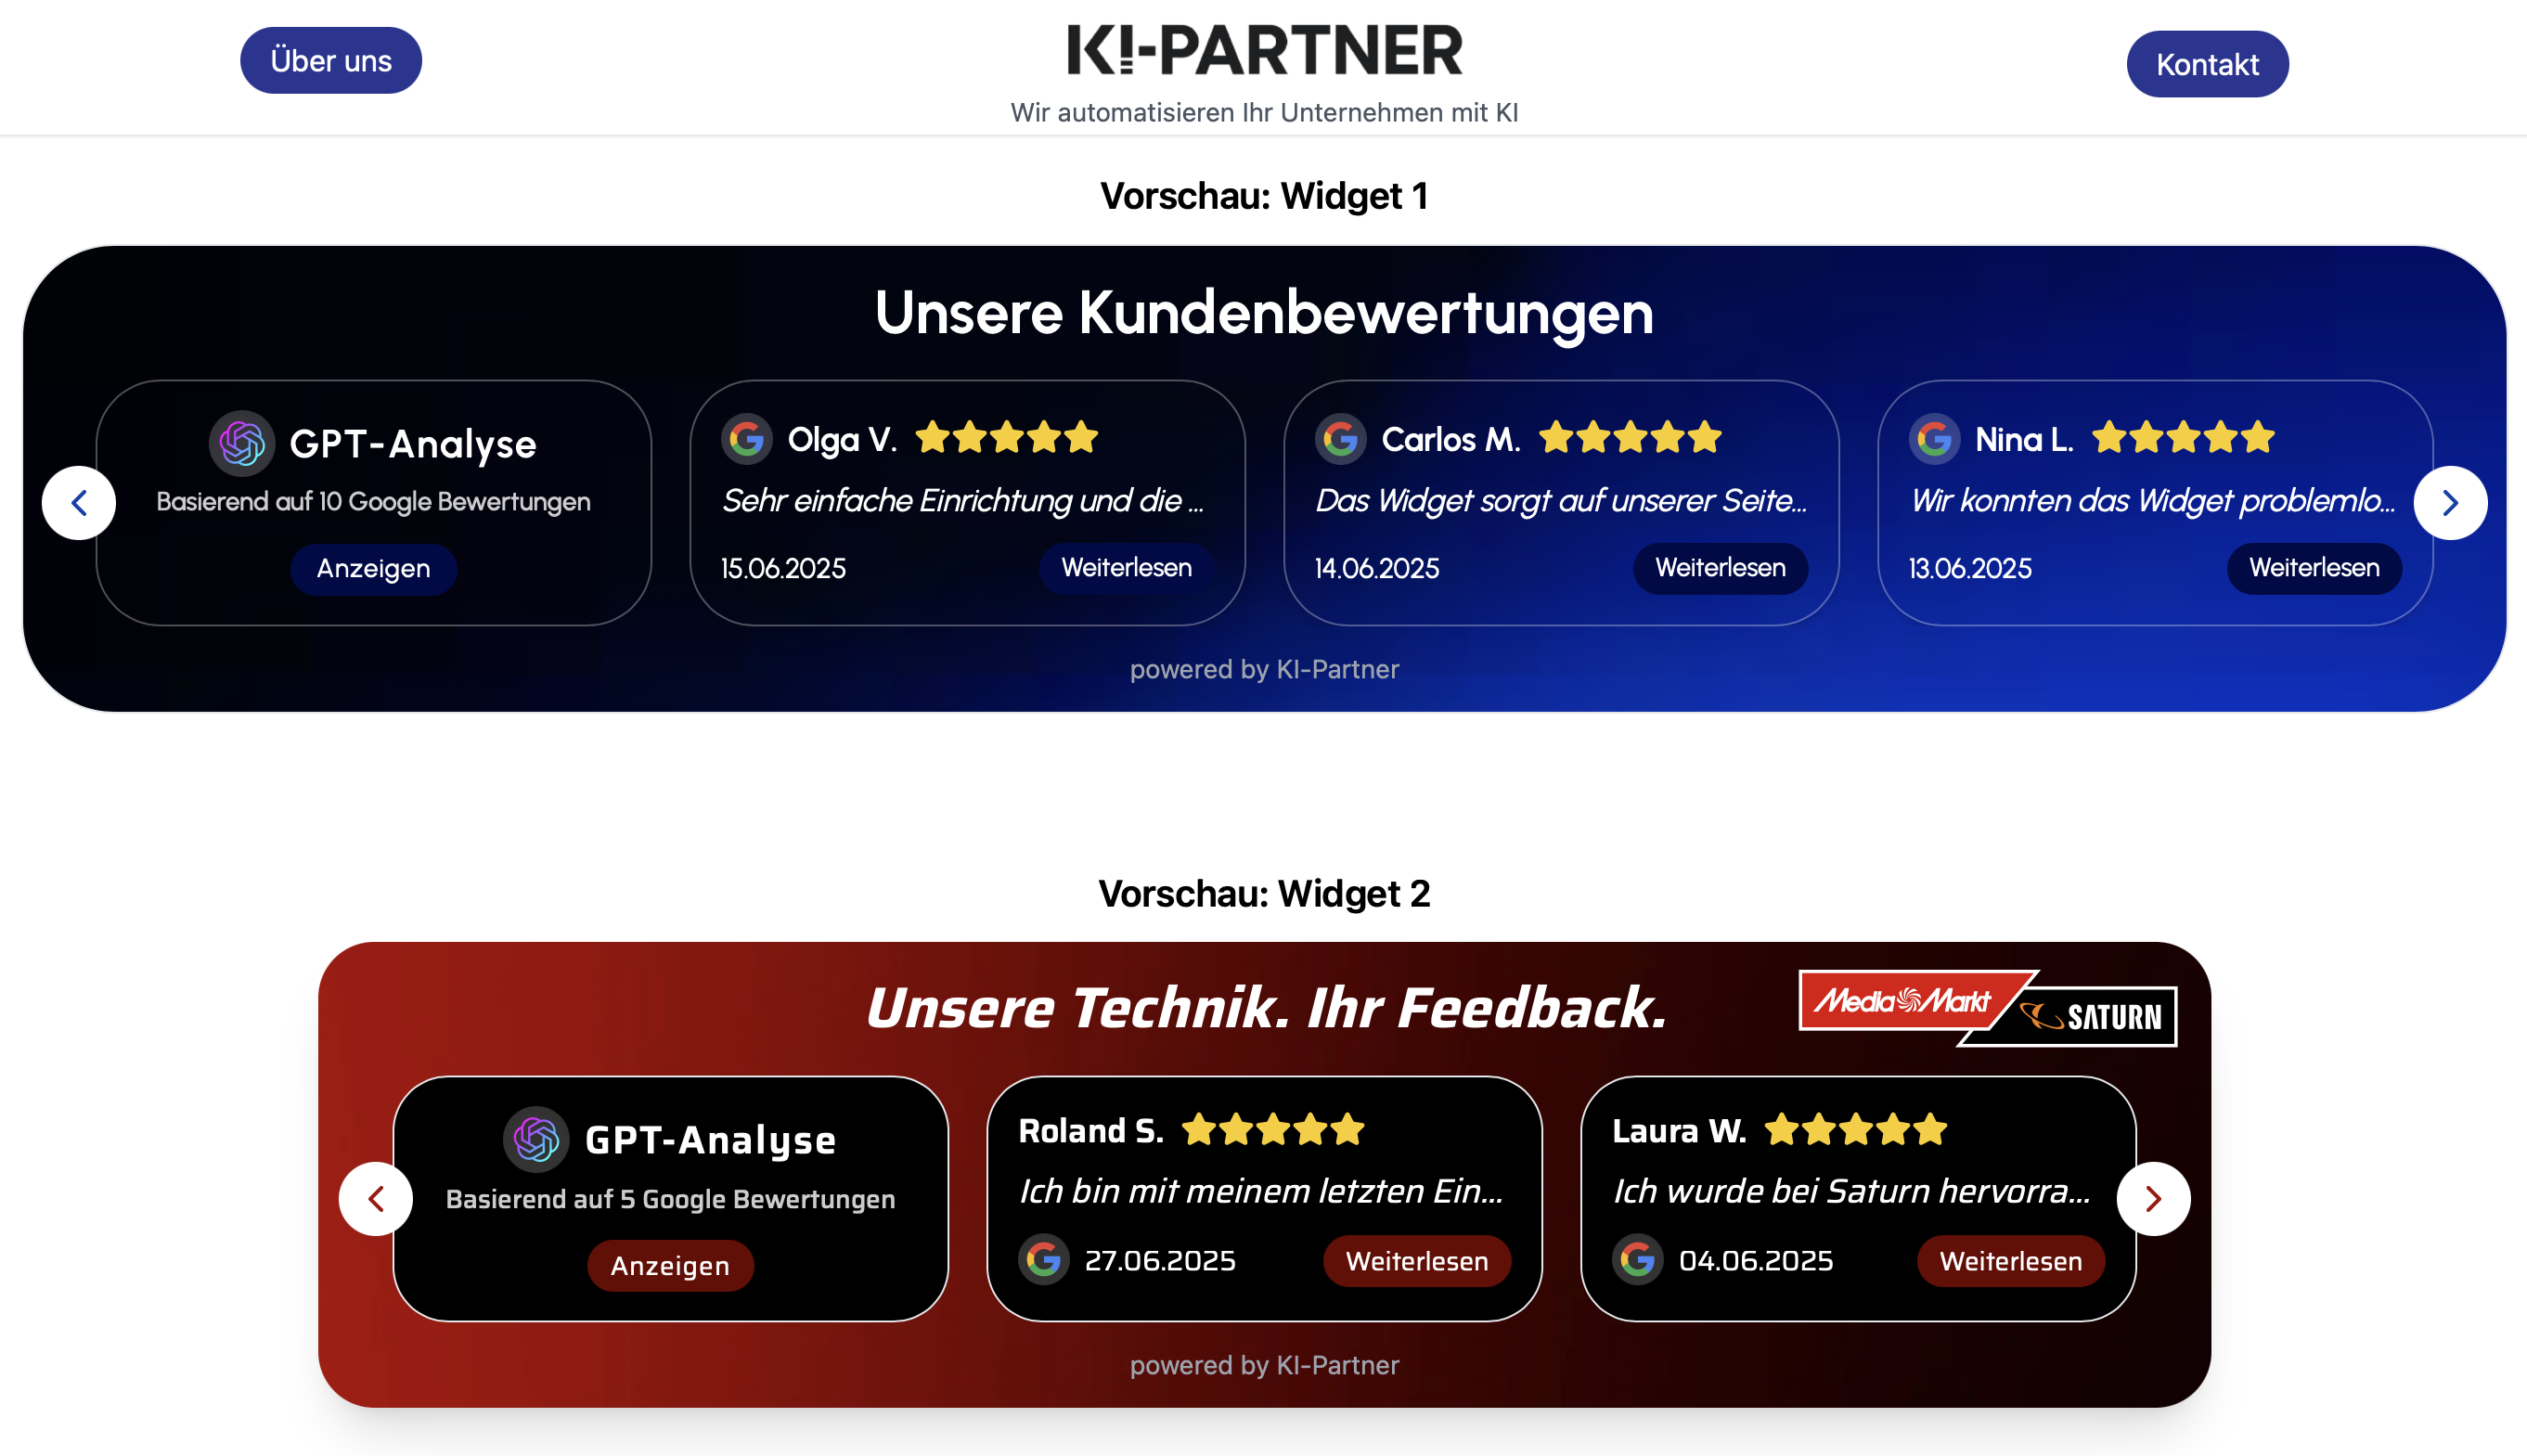 Über uns
KI-PARTNER
Kontakt
Wir automatisieren Ihr Unternehmen mit KI
Vorschau: Widget 1
Unsere Kundenbewertungen
GPT-Analyse
Basierend auf 10 Google Bewertungen
Anzeigen
Olga V.
Sehr einfache Einrichtung und die ...
15.06.2025
Weiterlesen
Carlos M.
Das Widget sorgt auf unserer Seite...
14.06.2025
Weiterlesen
Nina L.
Wir konnten das Widget problemlo...
13.06.2025
Weiterlesen
powered by KI-Partner
Vorschau: Widget 2
Unsere Technik. Ihr Feedback.
MediaMarkt
SATURN
GPT-Analyse
Basierend auf 5 Google Bewertungen
Anzeigen
Roland S.
Ich bin mit meinem letzten Ein...
27.06.2025
Weiterlesen
Laura W.
Ich wurde bei Saturn hervorra...
04.06.2025
Weiterlesen
powered by KI-Partner